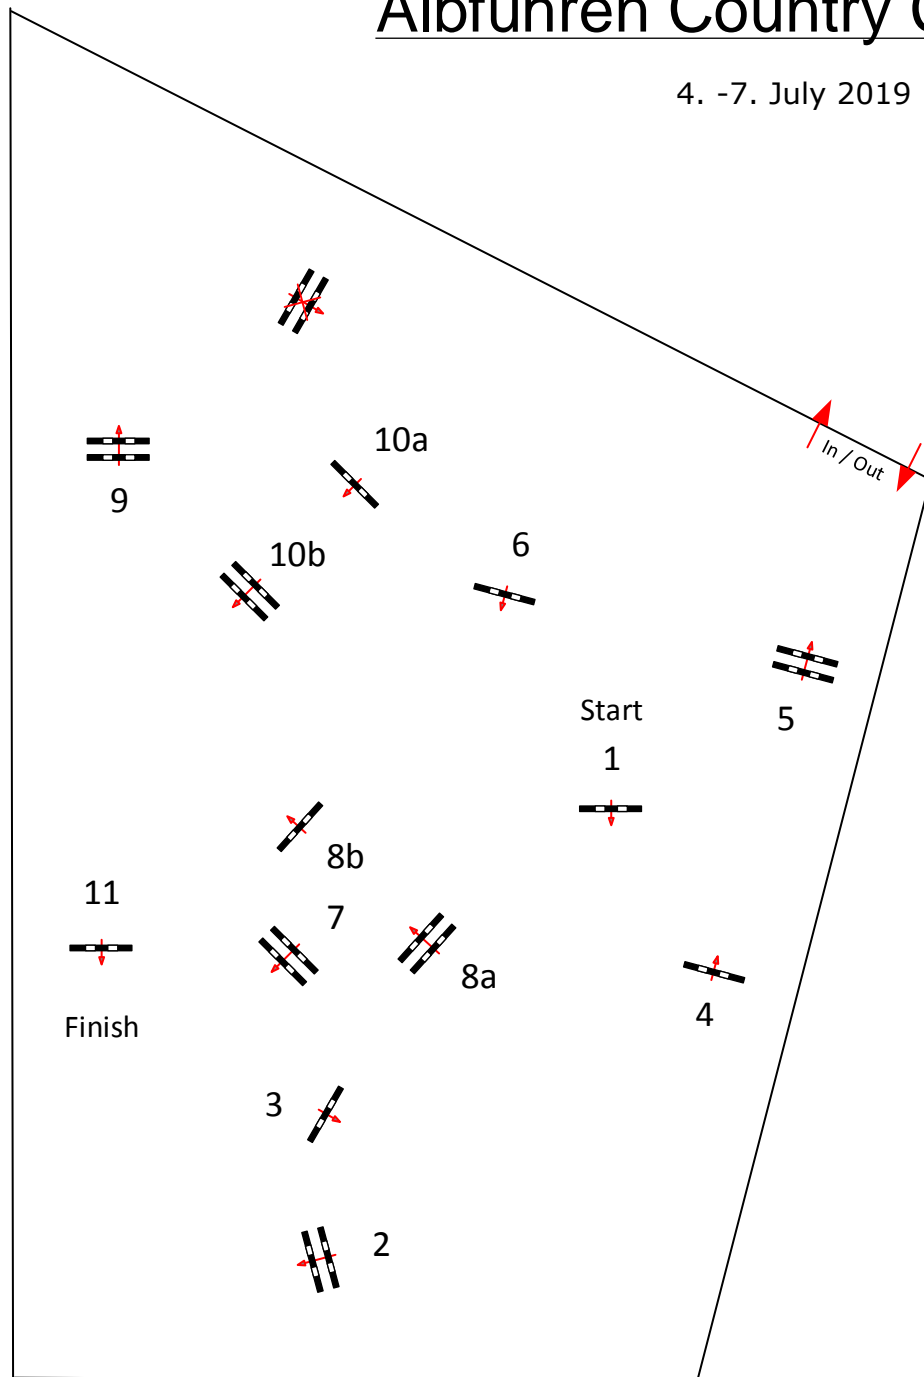 Albführen Country
4. -7. July 2019
In / Out
10a
9
10b
6
5
Start
1
8b
11
7
8a
Finish
4
3
2